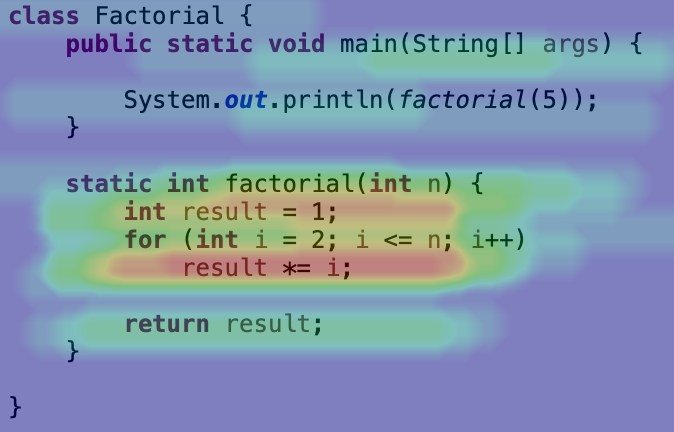 class Factorial {
    public static void main(String[] args) {

        System.out.println(factorial(5));
    }

    static int factorial(int n) {
        int result = 1;
        for (int i = 2; i <= n; i++)
            result *= i;

        return result;
    }

}